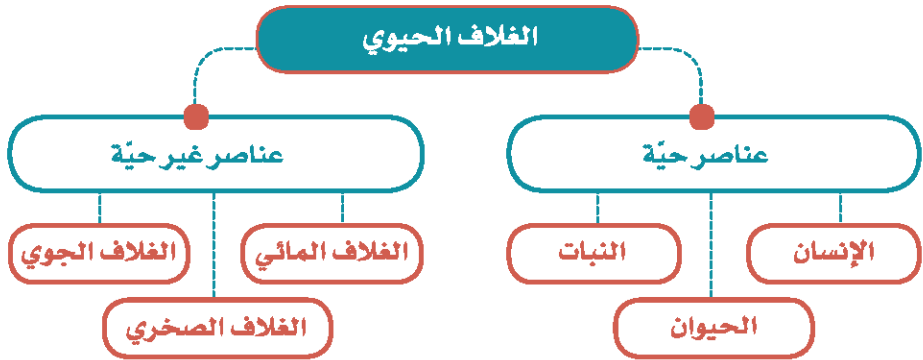 الغلاف الحيوي
عناصر حيّة
عناصر غير حيّة
الإنسان
النبات
الغلاف المائي
الغلاف الجوي
الحيوان
الغلاف الصخري